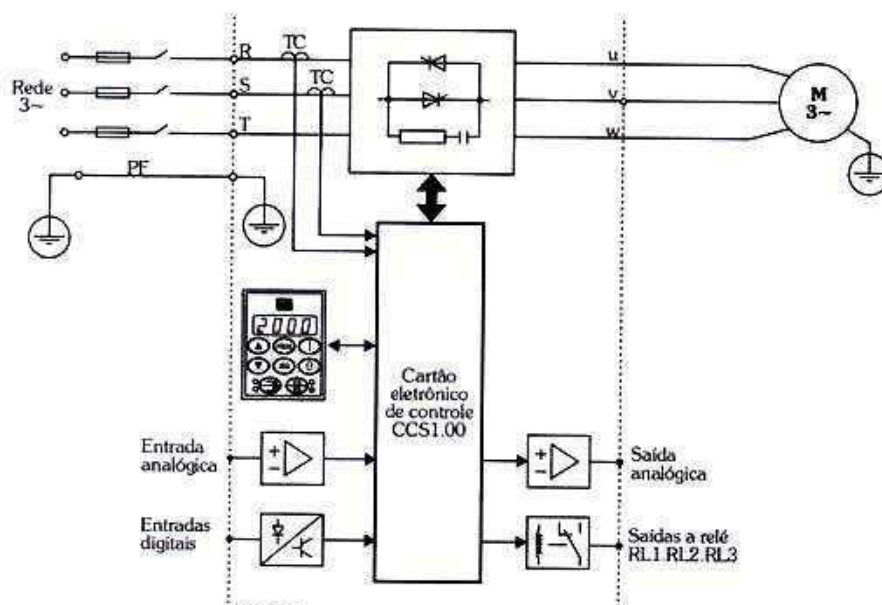 R
TC
S
TC
T
Rede
3~
u
v
w
M
3~
2000
Cartão
eletrônico
de controle
CCS1.00
Entrada
analógica
+
−
+
−
Saída
analógica
Entradas
digitais
Saídas a relé
RL1.RL2.RL3